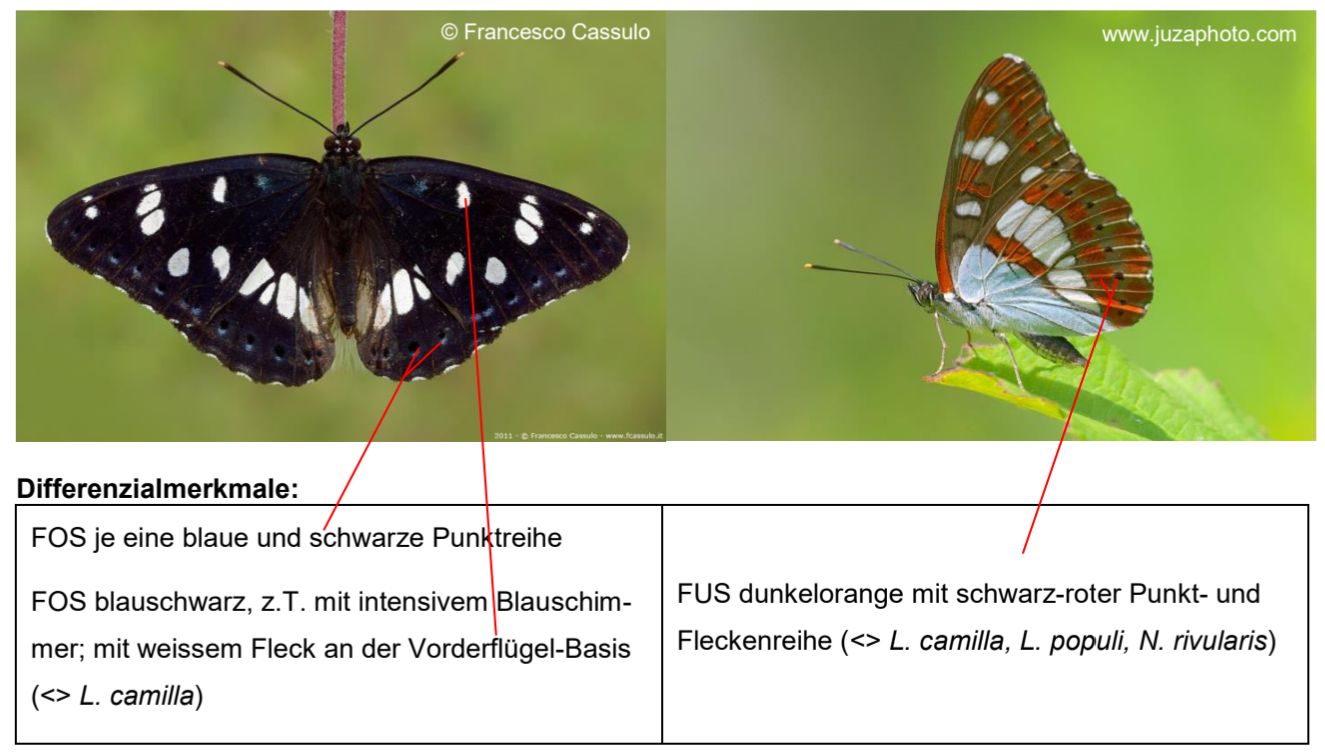 © Francesco Cassulo
www.juzaphoto.com
2011 - © Francesco Cassulo - www.fcassulo.it
Differenzialmerkmale:
FOS je eine blaue und schwarze Punktreihe
FOS blauschwarz, z.T. mit intensivem Blauschim-
mer; mit weissem Fleck an der Vorderflügel-Basis
(<> L. camilla)
FUS dunkelorange mit schwarz-roter Punkt- und
Fleckenreihe (<> L. camilla, L. populi, N. rivularis)